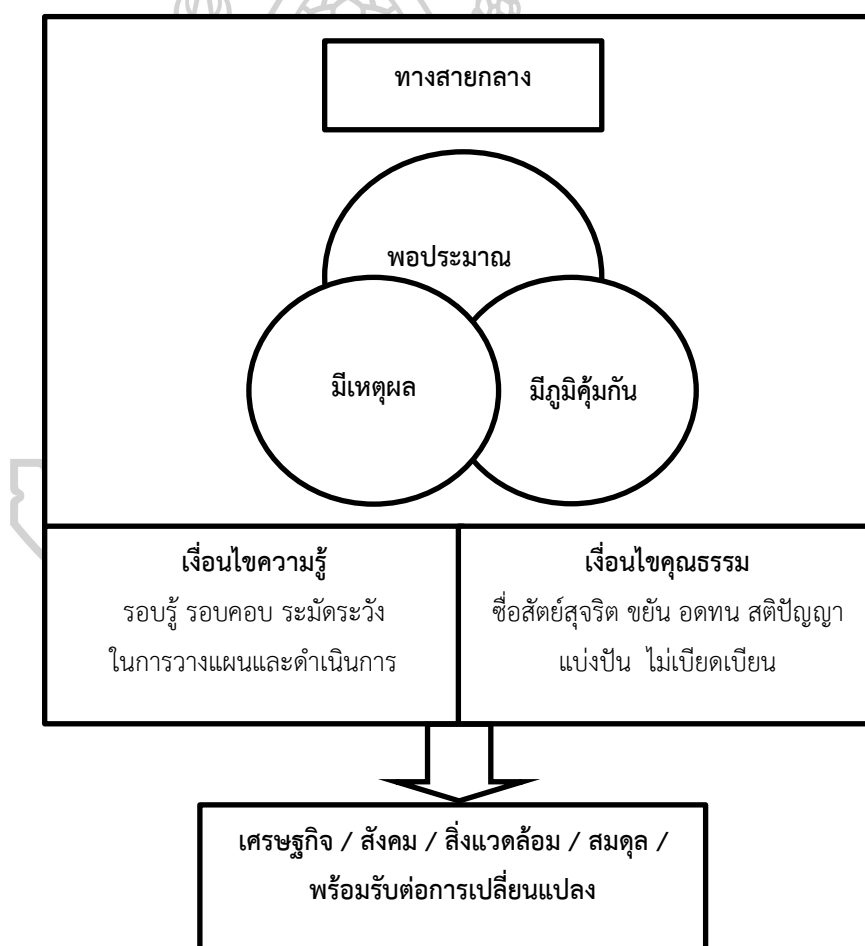 ทางสายกลาง
พอประมาณ
มีเหตุผล
มีภูมิคุ้มกัน
เงื่อนไขความรู้
รอบรู้ รอบคอบ ระมัดระวัง
ในการวางแผนและดำเนินการ
เงื่อนไขคุณธรรม
ซื่อสัตย์สุจริต ขยัน อดทน สติปัญญา
แบ่งปัน ไม่เบียดเบียน
เศรษฐกิจ / สังคม / สิ่งแวดล้อม / สมดุล /
พร้อมรับต่อการเปลี่ยนแปลง